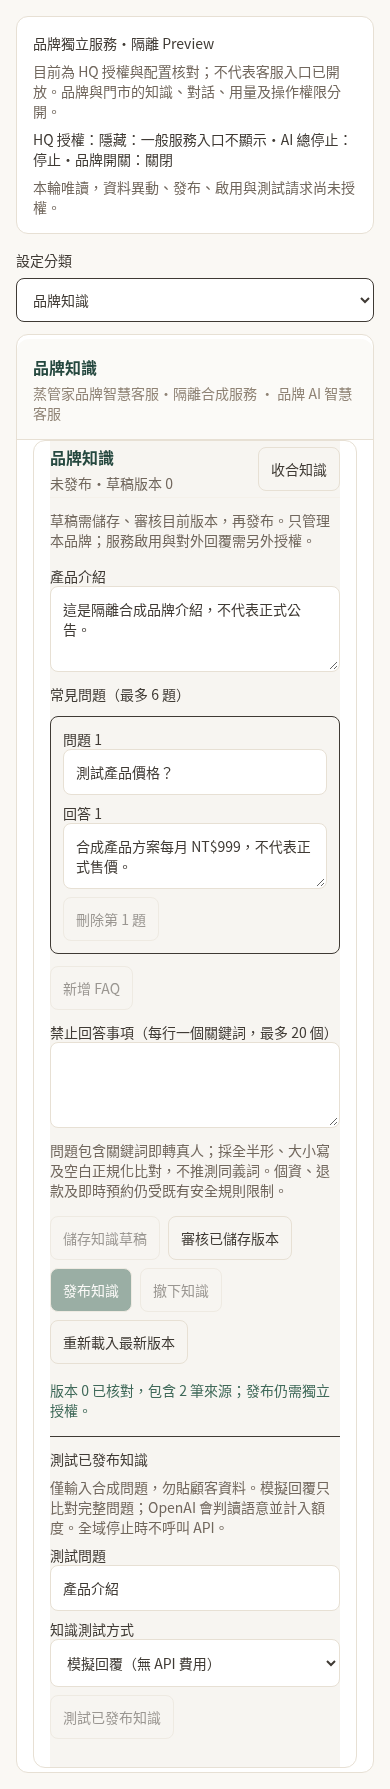 品牌獨立服務・隔離 Preview
目前為 HQ 授權與配置核對；不代表客服入口已開
放。品牌與門市的知識、對話、用量及操作權限分
開。
HQ 授權：隱藏：一般服務入口不顯示・AI 總停止：
停止・品牌開關：關閉
本輪唯讀，資料異動、發布、啟用與測試請求尚未授
權。
設定分類
品牌知識
品牌知識
蒸管家品牌智慧客服・隔離合成服務 ・ 品牌 AI 智慧
客服
品牌知識
未發布・草稿版本 0
收合知識
草稿需儲存、審核目前版本，再發布。只管理
本品牌；服務啟用與對外回覆需另外授權。
產品介紹
這是隔離合成品牌介紹，不代表正式公
告。
常見問題（最多 6 題）
問題 1
測試產品價格？
回答 1
合成產品方案每月 NT$999，不代表正
式售價。
刪除第 1 題
新增 FAQ
禁止回答事項（每行一個關鍵詞，最多 20 個）
問題包含關鍵詞即轉真人；採全半形、大小寫
及空白正規化比對，不推測同義詞。個資、退
款及即時預約仍受既有安全規則限制。
儲存知識草稿
審核已儲存版本
發布知識
撤下知識
重新載入最新版本
版本 0 已核對，包含 2 筆來源；發布仍需獨立
授權。
測試已發布知識
僅輸入合成問題，勿貼顧客資料。模擬回覆只
比對完整問題；OpenAI 會判讀語意並計入額
度。全域停止時不呼叫 API。
測試問題
產品介紹
知識測試方式
模擬回覆（無 API 費用）
測試已發布知識